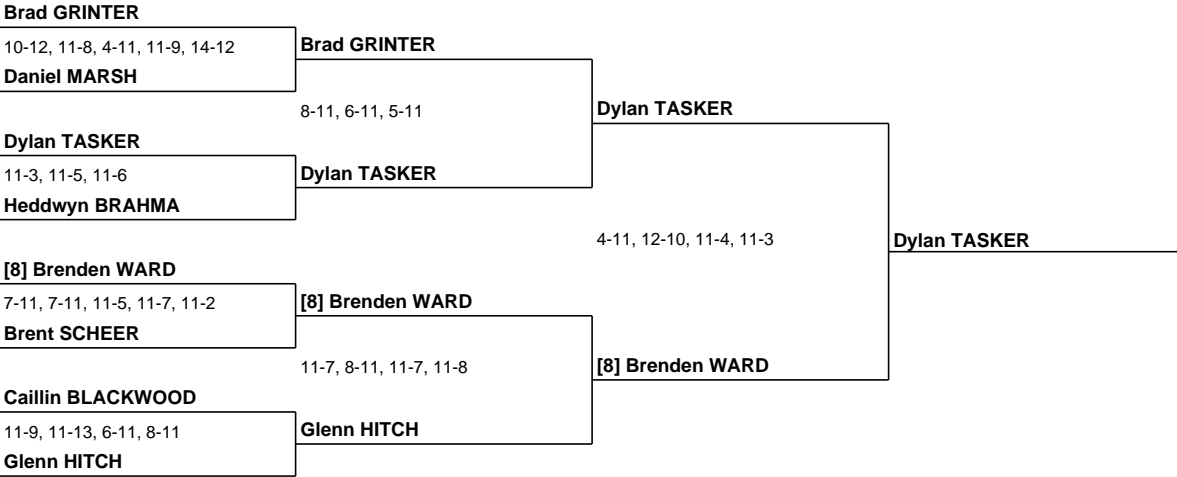 Brad GRINTER
10-12, 11-8, 4-11, 11-9, 14-12
Daniel MARSH
Brad GRINTER
8-11, 6-11, 5-11
Dylan TASKER
11-3, 11-5, 11-6
Heddwyn BRAHMA
Dylan TASKER
Dylan TASKER
4-11, 12-10, 11-4, 11-3
Dylan TASKER
[8] Brenden WARD
7-11, 7-11, 11-5, 11-7, 11-2
Brent SCHEER
[8] Brenden WARD
11-7, 8-11, 11-7, 11-8
[8] Brenden WARD
Caillin BLACKWOOD
11-9, 11-13, 6-11, 8-11
Glenn HITCH
Glenn HITCH